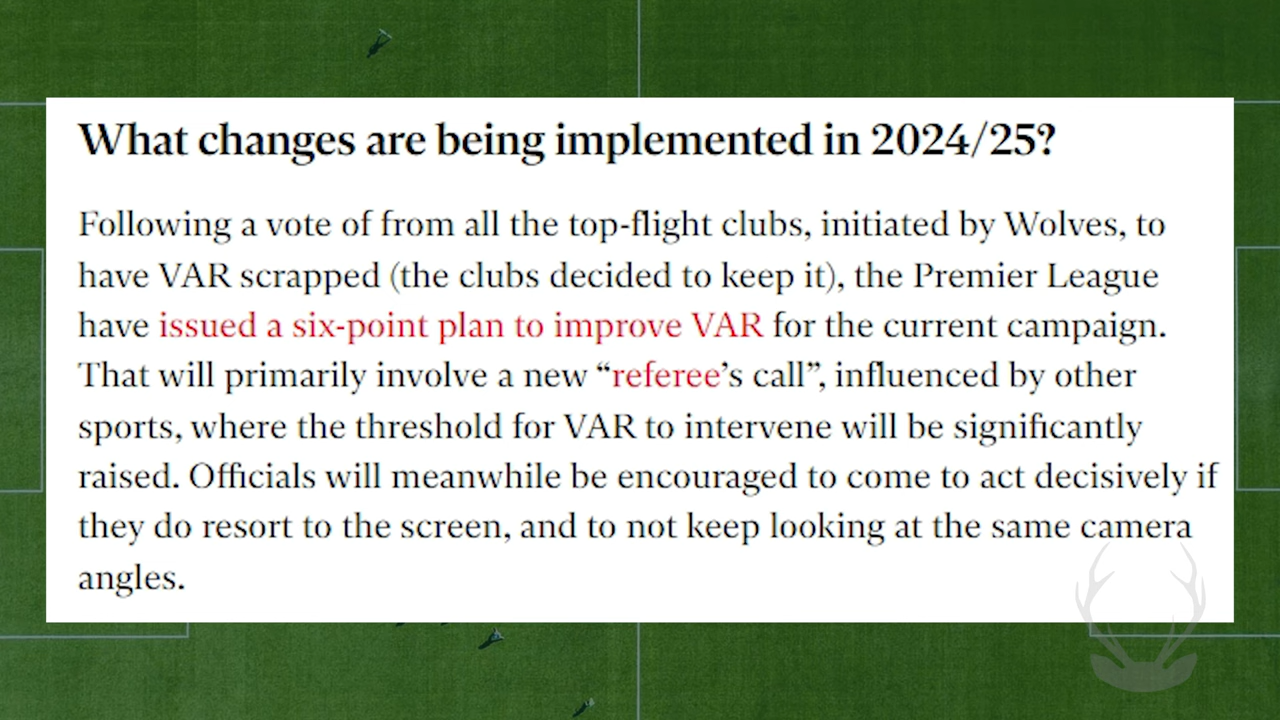 What changes are being implemented in 2024/25?
Following a vote of from all the top-flight clubs, initiated by Wolves, to
have VAR scrapped (the clubs decided to keep it), the Premier League
have issued a six-point plan to improve VAR for the current campaign.
That will primarily involve a new “referee’s call”, influenced by other
sports, where the threshold for VAR to intervene will be significantly
raised. Officials will meanwhile be encouraged to come to act decisively if
they do resort to the screen, and to not keep looking at the same camera
angles.